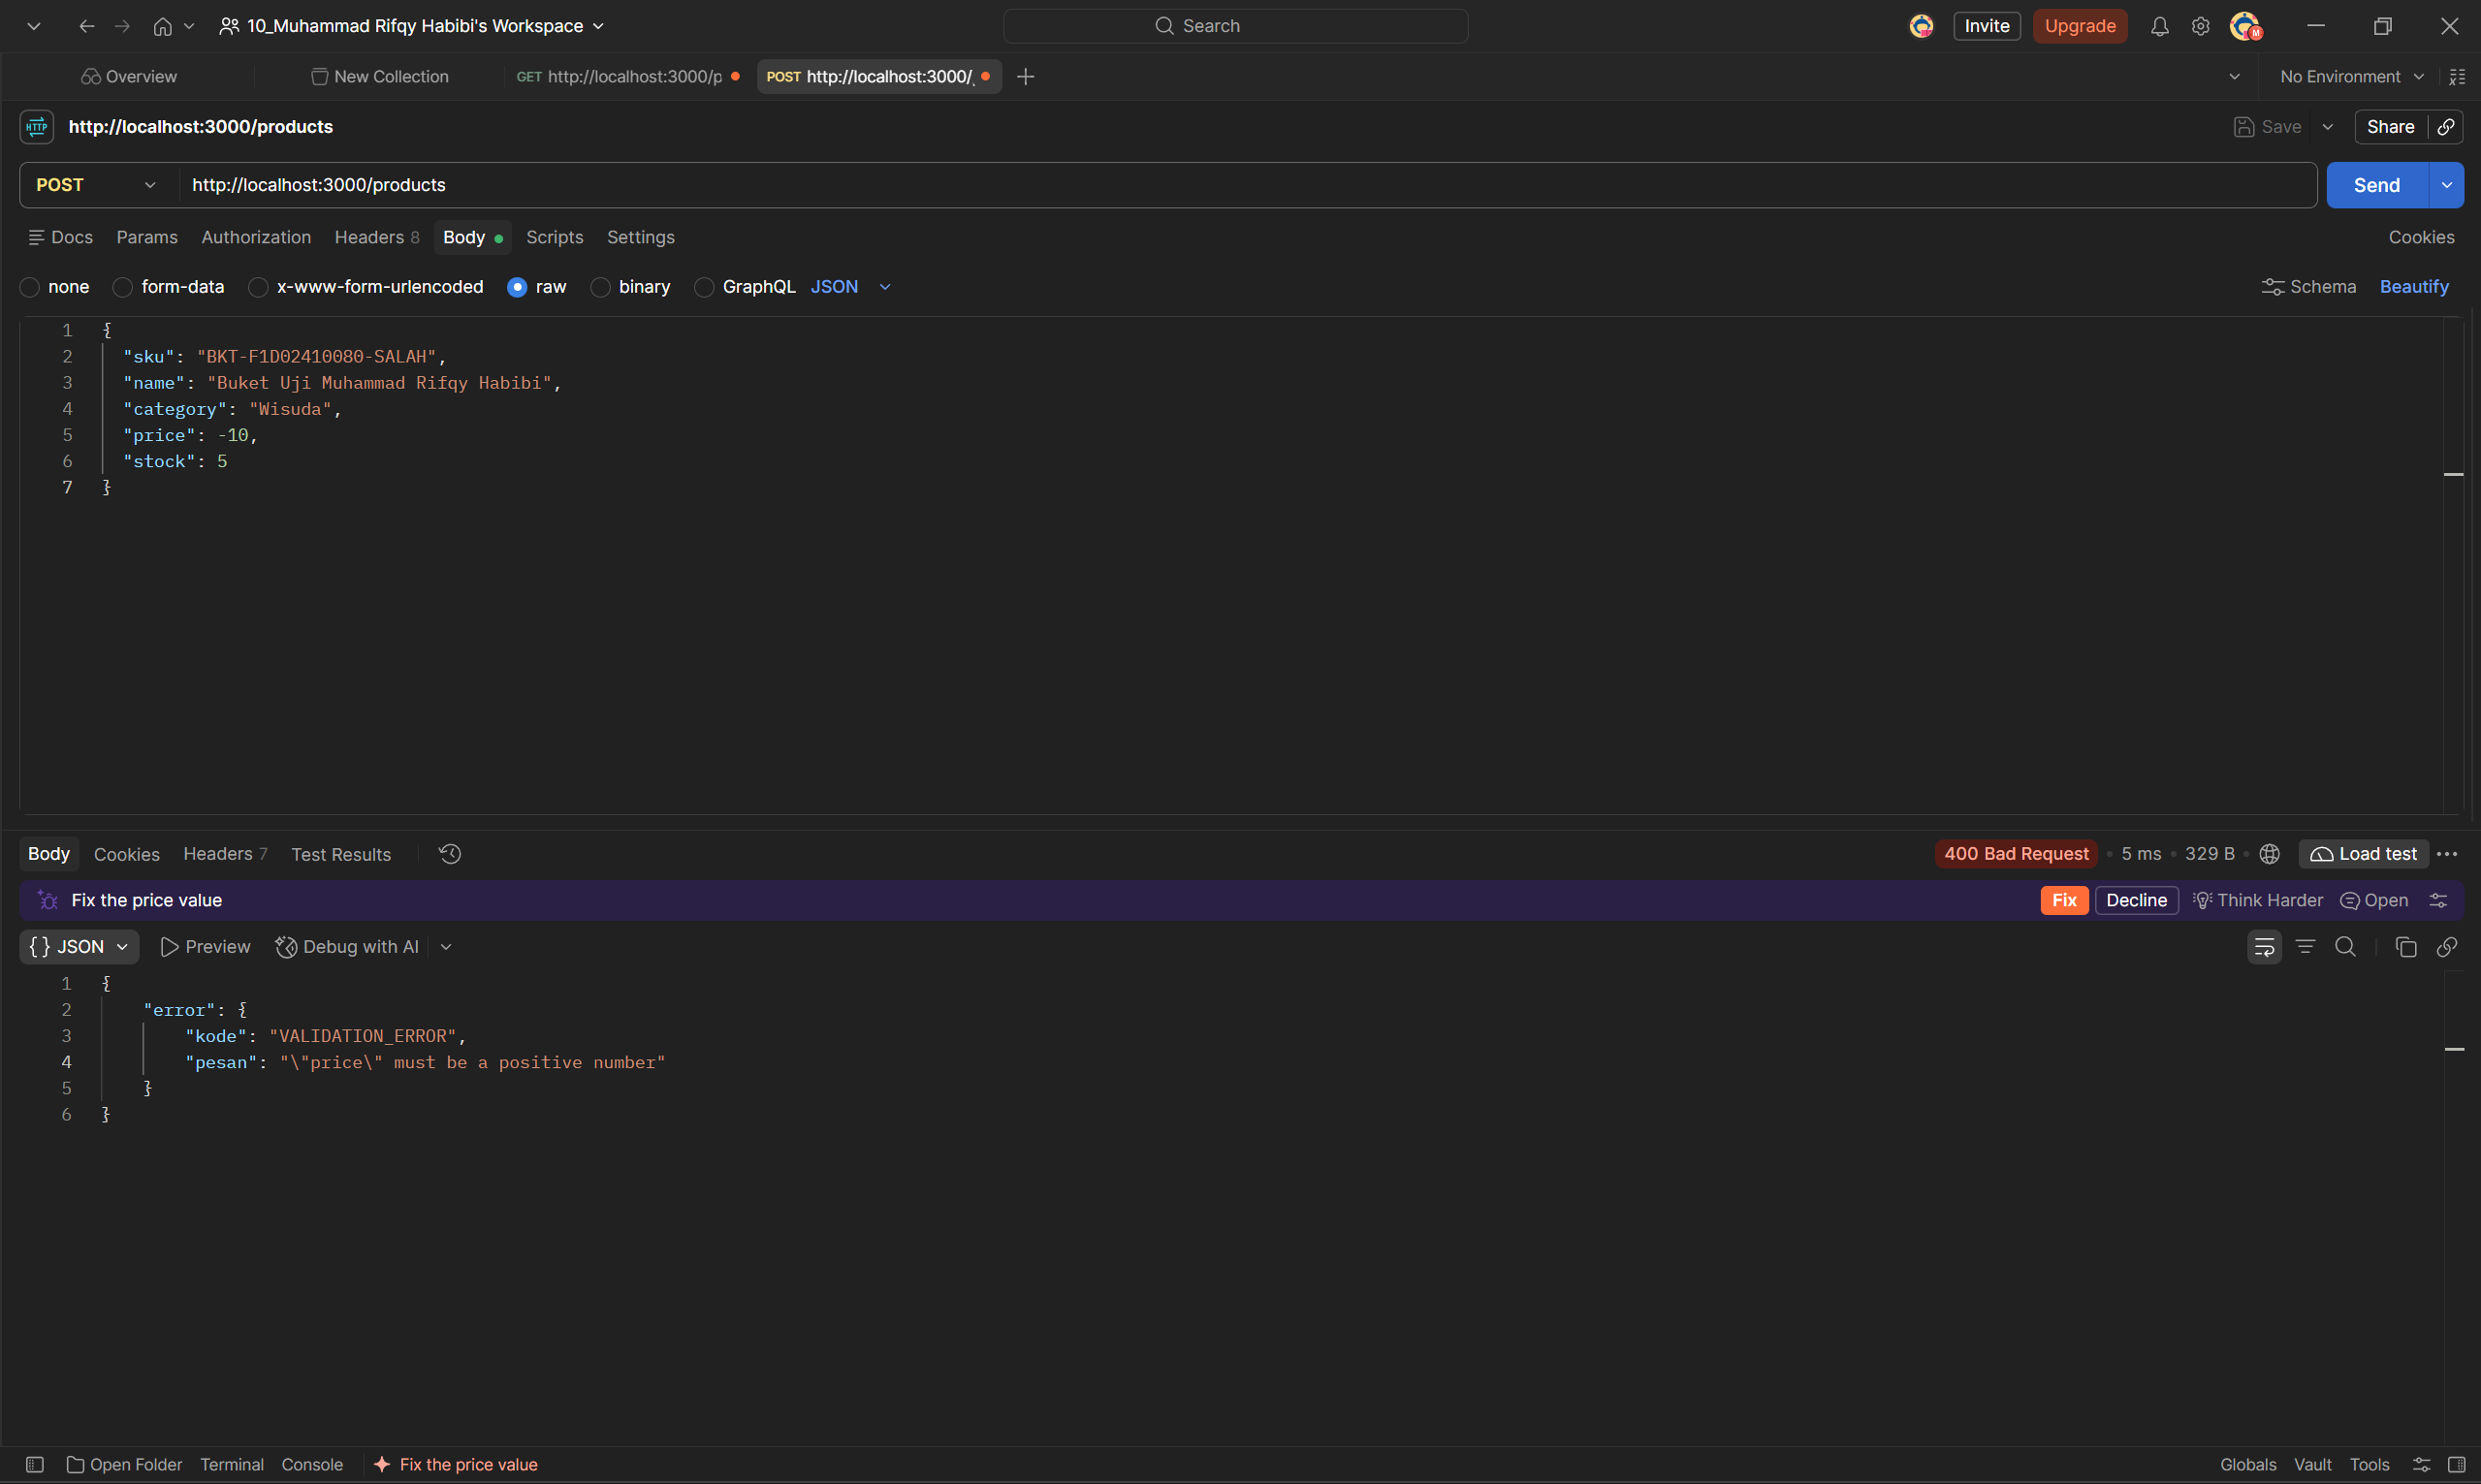 10_Muhammad Rifqy Habibi's Workspace
Search
Invite
Upgrade
M
Overview
New Collection
GET http://localhost:3000/p
POST http://localhost:3000/
No Environment
HTTP
http://localhost:3000/products
Save
Share
POST
http://localhost:3000/products
Send
Docs
Params
Authorization
Headers 8
Body
Scripts
Settings
Cookies
none
form-data
x-www-form-urlencoded
raw
binary
GraphQL
JSON
Schema
Beautify
1 {
2 "sku": "BKT-F1D02410080-SALAH",
3 "name": "Buket Uji Muhammad Rifqy Habibi",
4 "category": "Wisuda",
5 "price": -10,
6 "stock": 5
7 }
Body
Cookies
Headers 7
Test Results
400 Bad Request
5 ms
329 B
Load test
Fix the price value
Fix
Decline
Think Harder
Open
{} JSON
Preview
Debug with AI
1 {
2 "error": {
3 "kode": "VALIDATION_ERROR",
4 "pesan": "\"price\" must be a positive number"
5 }
6 }
Open Folder
Terminal
Console
Fix the price value
Globals
Vault
Tools